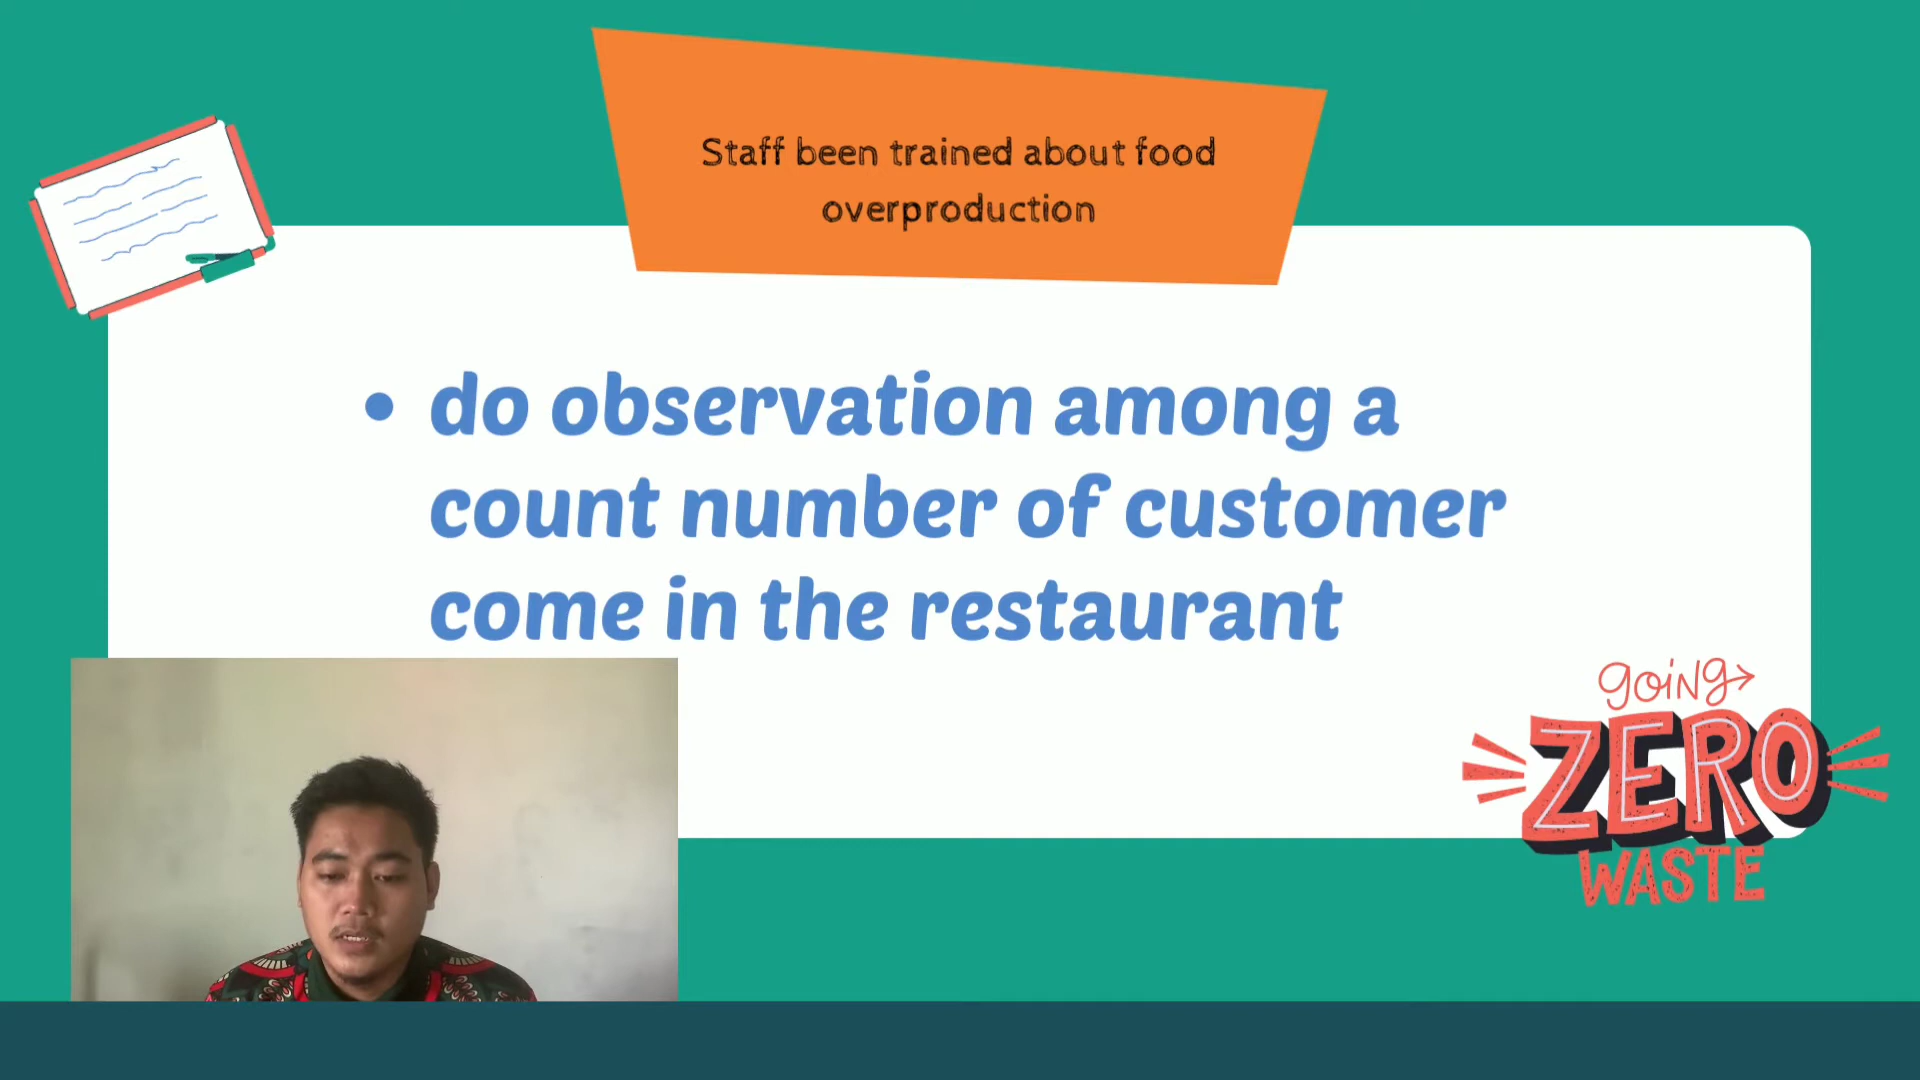 Staff been trained about food
overproduction
• do observation among a
count number of customer
come in the restaurant
going
ZERO
WASTE